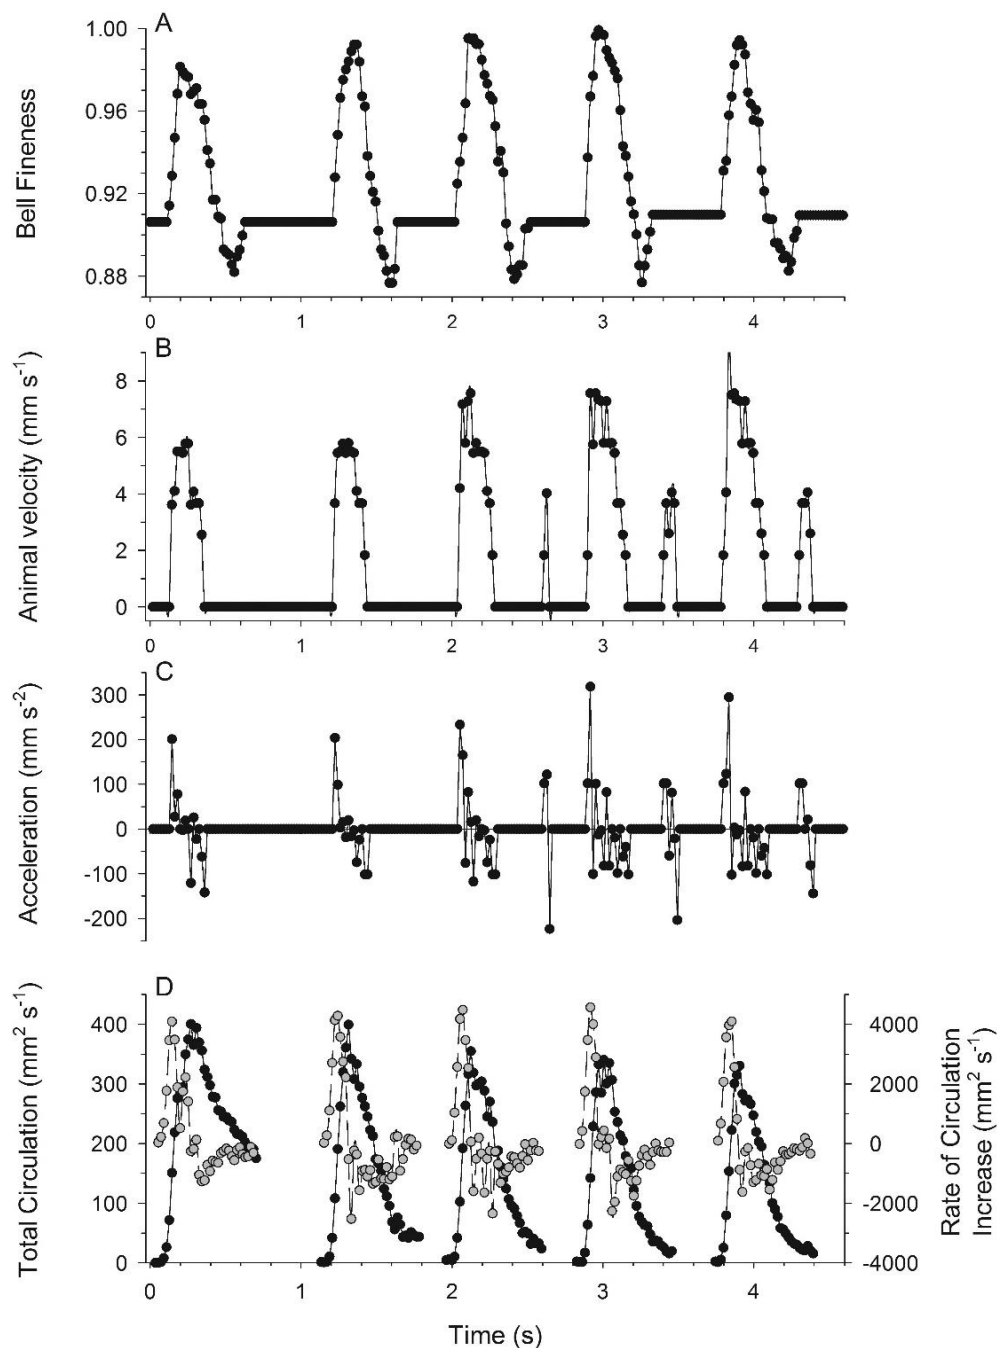 A
Bell Fineness
1.00
0.96
0.92
0.88
0 1 2 3 4
B
Animal velocity (mm s-1)
8
6
4
2
0
0 1 2 3 4
C
Acceleration (mm s-2)
300
200
100
0
-100
-200
D
Total Circulation (mm2 s-1)
400
300
200
100
0
4000
2000
0
-2000
-4000
Rate of Circulation
Increase (mm2 s-1)
0 1 2 3 4
Time (s)